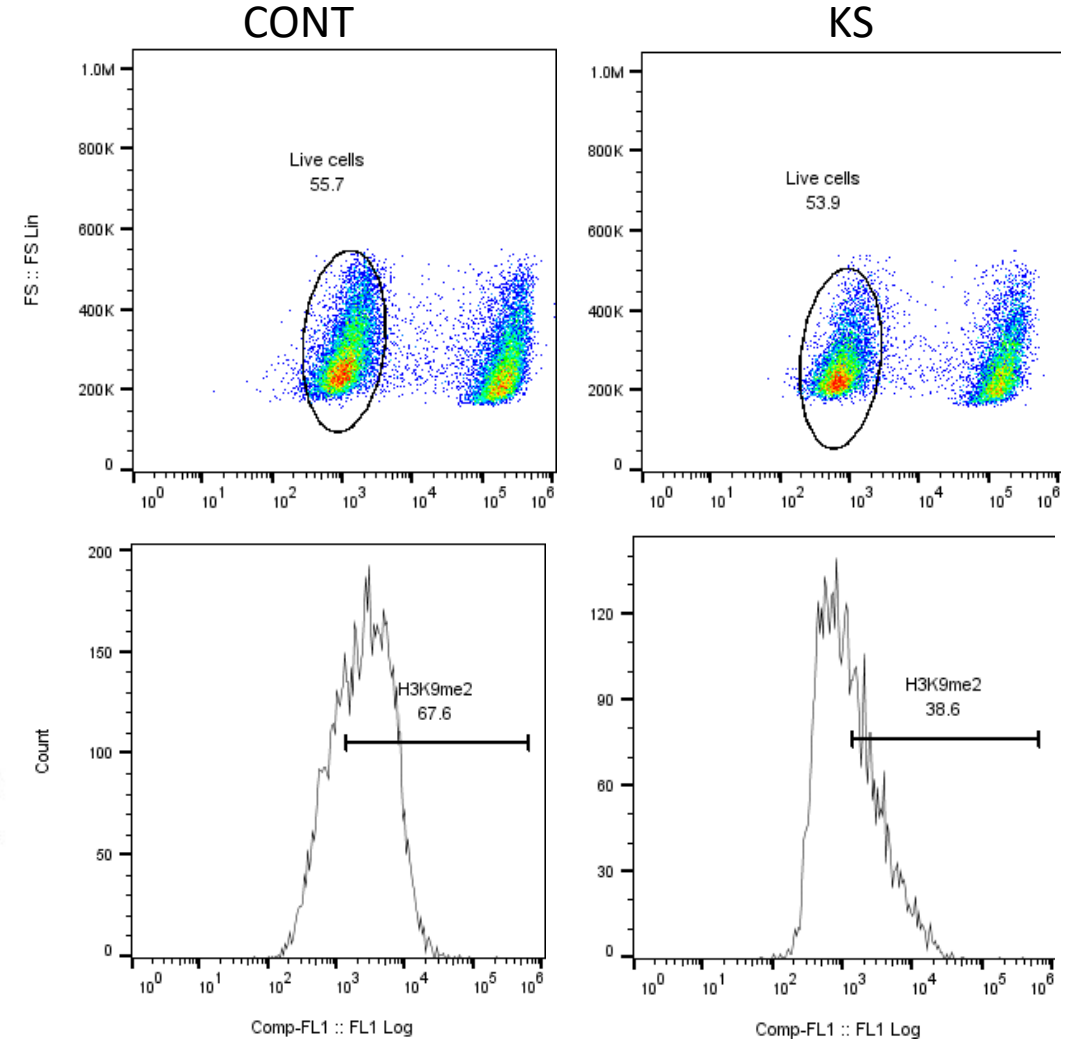 CONT
KS
1.0M
800K
600K
400K
200K
0
FS :: FS Lin
Live cells
55.7
10^0 10^1 10^2 10^3 10^4 10^5 10^6
1.0M
800K
600K
400K
200K
0
Live cells
53.9
10^0 10^1 10^2 10^3 10^4 10^5 10^6
200
150
100
50
0
Count
H3K9me2
67.6
10^0 10^1 10^2 10^3 10^4 10^5 10^6
Comp-FL1 :: FL1 Log
120
90
60
30
0
H3K9me2
38.6
10^0 10^1 10^2 10^3 10^4 10^5 10^6
Comp-FL1 :: FL1 Log